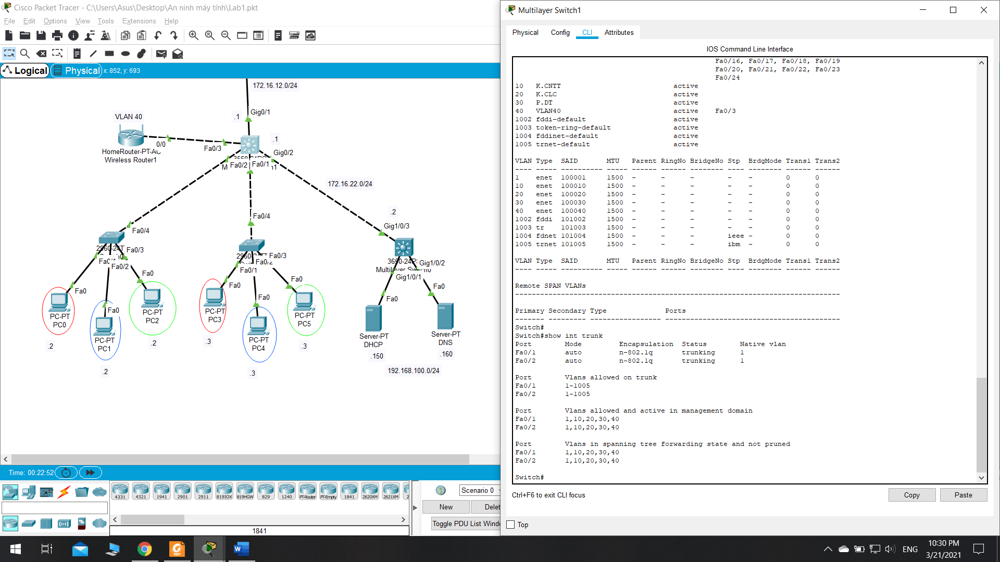 Cisco Packet Tracer - C:\Users\Asus\Desktop\An ninh máy tính\Lab1.pkt
File Edit Options View Tools Extensions Help
Logical
Physical
x: 852, y: 693
172.16.12.0/24
Gig0/1
.1
VLAN 40
0/0
Fa0/3
.1
Gig0/2
HomeRouter-PT-AC
Wireless Router1
Fa0/2
Fa0/1
172.16.22.0/24
.2
Fa0/4
Fa0/4
Gig1/0/3
Fa0/3
Fa0/2
Fa0/3
Fa0/2
Fa0/1
Gig1/0/2
Gig1/0/1
Fa0
Fa0
Fa0
Fa0
Fa0
Fa0
Fa0
Fa0
PC-PT
PC0
PC-PT
PC1
PC-PT
PC2
PC-PT
PC3
PC-PT
PC4
PC-PT
PC5
Server-PT
DHCP
Server-PT
DNS
.2
.2
.2
.3
.3
.3
.150
.160
192.168.100.0/24
Time: 00:22:52
4331 4321 1941 2901 2911 819IOX 819HGW 829 1240 PT-Router PT-Empty 1841 2620XM 2621XM
1841
Scenario 0
New
Toggle PDU List
Multilayer Switch1
Physical Config CLI Attributes
IOS Command Line Interface
Fa0/16, Fa0/17, Fa0/18, Fa0/19
Fa0/20, Fa0/21, Fa0/22, Fa0/23
Fa0/24
10 K.CNTT active
20 K.CLC active
30 P.DT active
40 VLAN40 active Fa0/3
1002 fddi-default active
1003 token-ring-default active
1004 fddinet-default active
1005 trnet-default active
VLAN Type SAID MTU Parent RingNo BridgeNo Stp BrdgMode Trans1 Trans2
---- ----- ---------- ----- ------ ------ -------- ---- -------- ------ ------
1 enet 100001 1500 - - - - - 0 0
10 enet 100010 1500 - - - - - 0 0
20 enet 100020 1500 - - - - - 0 0
30 enet 100030 1500 - - - - - 0 0
40 enet 100040 1500 - - - - - 0 0
1002 fddi 101002 1500 - - - - - 0 0
1003 tr 101003 1500 - - - - - 0 0
1004 fdnet 101004 1500 - - - ieee - 0 0
1005 trnet 101005 1500 - - - ibm - 0 0
VLAN Type SAID MTU Parent RingNo BridgeNo Stp BrdgMode Trans1 Trans2
---- ----- ---------- ----- ------ ------ -------- ---- -------- ------ ------
Remote SPAN VLANs
------------------------------------------------------------------------------
Primary Secondary Type Ports
------- --------- ----------------- ------------------------------------------
Switch#
Switch#show int trunk
Port Mode Encapsulation Status Native vlan
Fa0/1 auto n-802.1q trunking 1
Fa0/2 auto n-802.1q trunking 1
Port Vlans allowed on trunk
Fa0/1 1-1005
Fa0/2 1-1005
Port Vlans allowed and active in management domain
Fa0/1 1,10,20,30,40
Fa0/2 1,10,20,30,40
Port Vlans in spanning tree forwarding state and not pruned
Fa0/1 1,10,20,30,40
Fa0/2 1,10,20,30,40
Switch#
Ctrl+F6 to exit CLI focus
Copy
Paste
Top
ENG
10:30 PM
3/21/2021